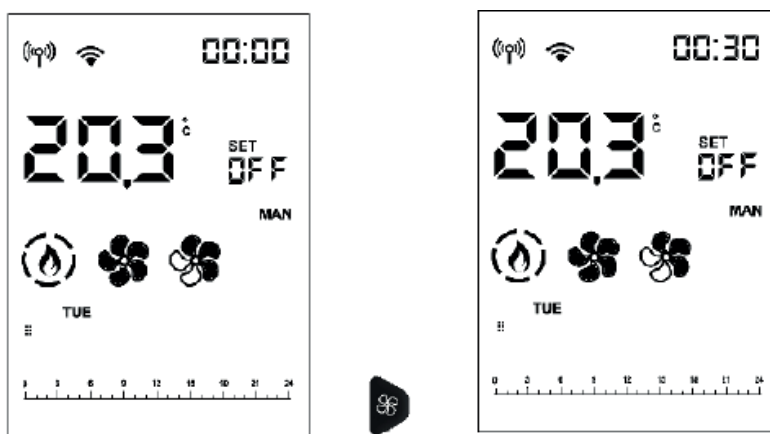 00:00
20,3 °C
SET
OFF
MAN
TUE
0 3 6 9 12 15 18 21 24
00:30
20,3 °C
SET
OFF
MAN
TUE
0 3 6 9 12 15 18 21 24